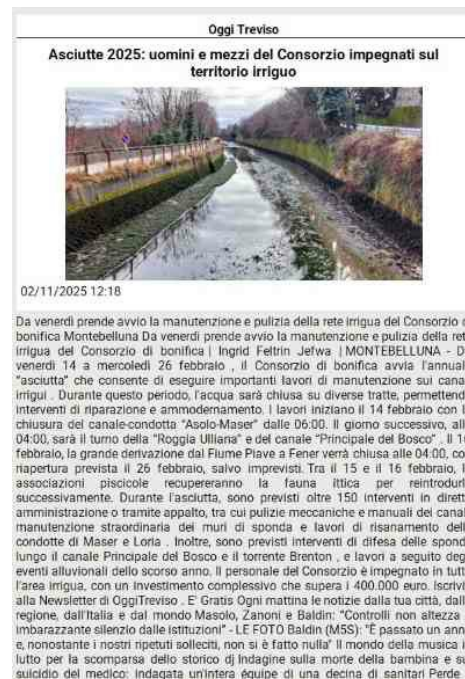 Oggi Treviso
Asciutte 2025: uomini e mezzi del Consorzio impegnati sul
territorio irriguo
02/11/2025 12:18
Da venerdì prende avvio la manutenzione e pulizia della rete irrigua del Consorzio
bonifica Montebelluna Da venerdì prende avvio la manutenzione e pulizia della ret
irrigua del Consorzio di bonifica | Ingrid Feltrin Jefwa | MONTEBELLUNA - D
venerdì 14 a mercoledì 26 febbraio , il Consorzio di bonifica avvia l'annual
"asciutta" che consente di eseguire importanti lavori di manutenzione sui cana
irrigui . Durante questo periodo, l'acqua sarà chiusa su diverse tratte, permettend
interventi di riparazione e ammodernamento. I lavori iniziano il 14 febbraio con l
chiusura del canale-condotta "Asolo-Maser" dalle 06:00. Il giorno successivo, all
04:00, sarà il turno della "Roggia Ulliana" e del canale "Principale del Bosco" . Il 1
febbraio, la grande derivazione dal Fiume Piave a Fener verrà chiusa alle 04:00, co
riapertura prevista il 26 febbraio, salvo imprevisti. Tra il 15 e il 16 febbraio, l
associazioni piscicole recupereranno la fauna ittica per reintrodurl
successivamente. Durante l'asciutta, sono previsti oltre 150 interventi in dirett
amministrazione o tramite appalto, tra cui pulizie meccaniche e manuali dei canal
manutenzione straordinaria dei muri di sponda e lavori di risanamento dell
condotte di Maser e Loria . Inoltre, sono previsti interventi di difesa delle spond
lungo il canale Principale del Bosco e il torrente Brenton , e lavori a seguito deg
eventi alluvionali dello scorso anno. Il personale del Consorzio è impegnato in tutt
l'area irrigua, con un investimento complessivo che supera i 400.000 euro. Iscrivi
alla Newsletter di OggiTreviso . E' Gratis Ogni mattina le notizie dalla tua città, dall
regione, dall'Italia e dal mondo Masolo, Zanoni e Baldin: "Controlli non altezza
imbarazzante silenzio dalle istituzioni" - LE FOTO Baldin (M5S): "È passato un ann
e, nonostante i nostri ripetuti solleciti, non si è fatto nulla" Il mondo della musica i
lutto per la scomparsa dello storico dj Indagine sulla morte della bambina e su
suicidio del medico: indagata un'intera équipe di una decina di sanitari Perde